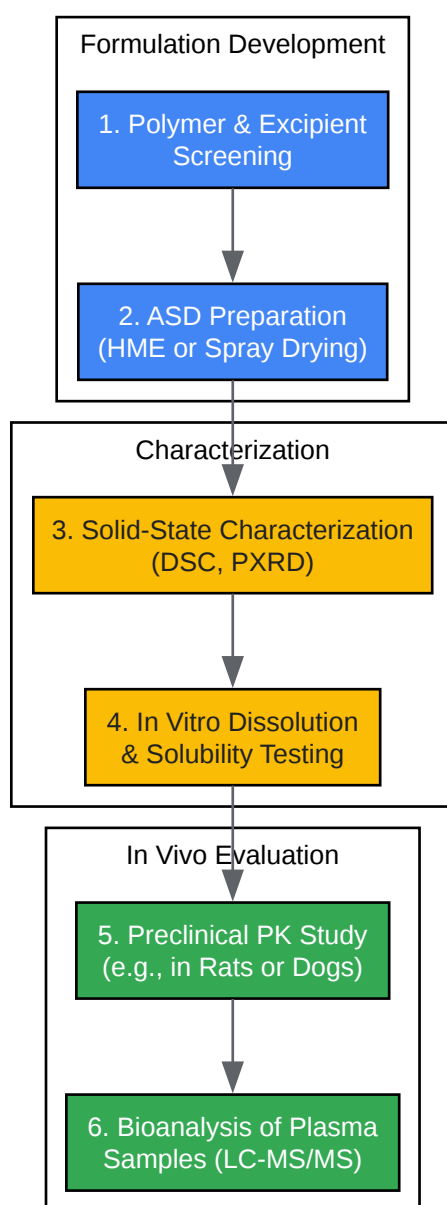 Formulation Development
1. Polymer & Excipient
Screening
2. ASD Preparation
(HME or Spray Drying)
Characterization
3. Solid-State Characterization
(DSC, PXRD)
4. In Vitro Dissolution
& Solubility Testing
In Vivo Evaluation
5. Preclinical PK Study
(e.g., in Rats or Dogs)
6. Bioanalysis of Plasma
Samples (LC-MS/MS)